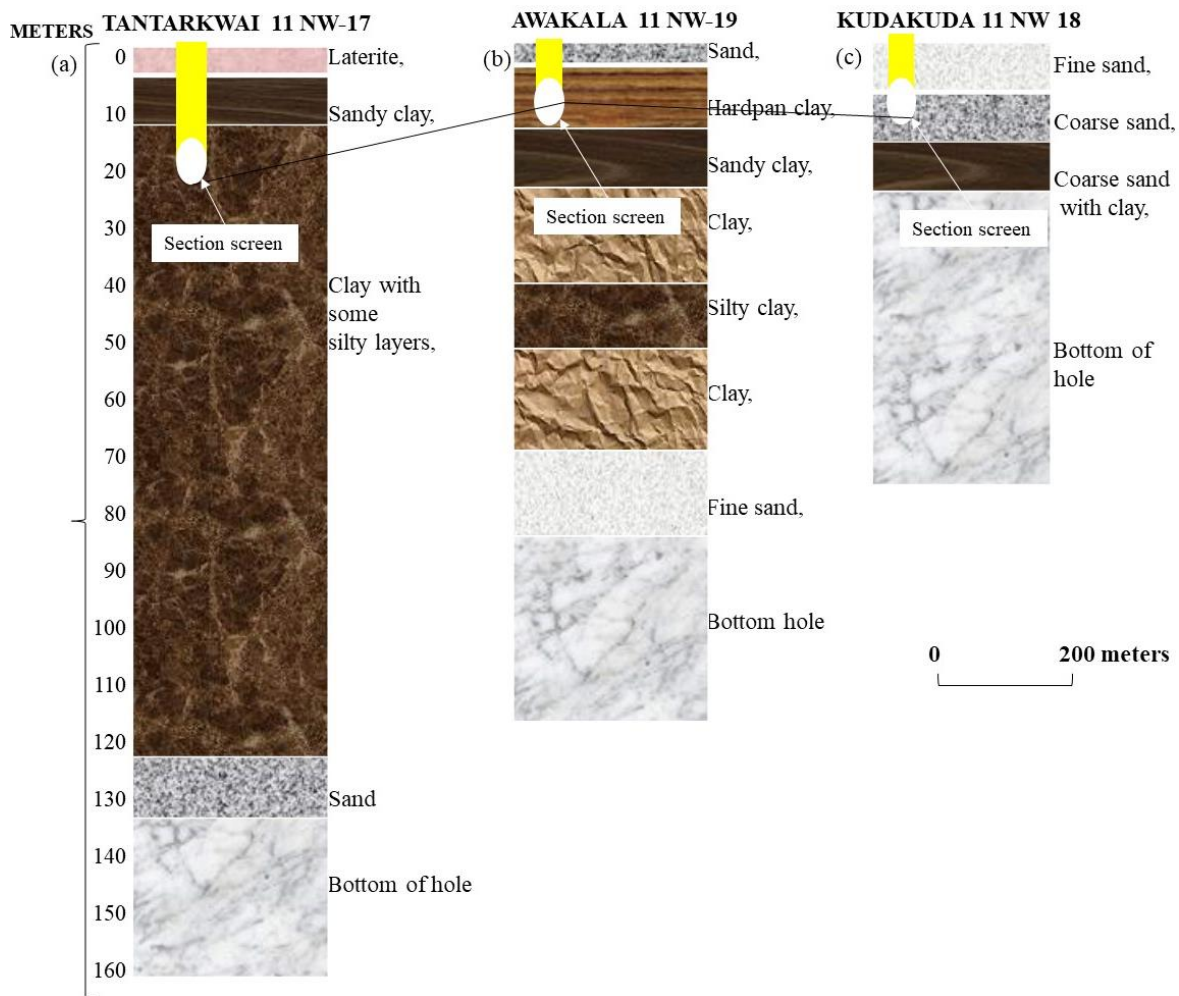 METERS
TANTARKWAI 11 NW-17
AWAKALA 11 NW-19
KUDAKUDA 11 NW 18
(a)
0
10
20
30
40
50
60
70
80
90
100
110
120
130
140
150
160
Laterite,
Sandy clay,
Section screen
Clay with
some
silty layers,
Sand
Bottom of hole
(b)
Sand,
Hardpan clay,
Sandy clay,
Section screen
Clay,
Silty clay,
Clay,
Fine sand,
Bottom hole
(c)
Fine sand,
Coarse sand,
Coarse sand
with clay,
Section screen
Bottom of
hole
0 200 meters